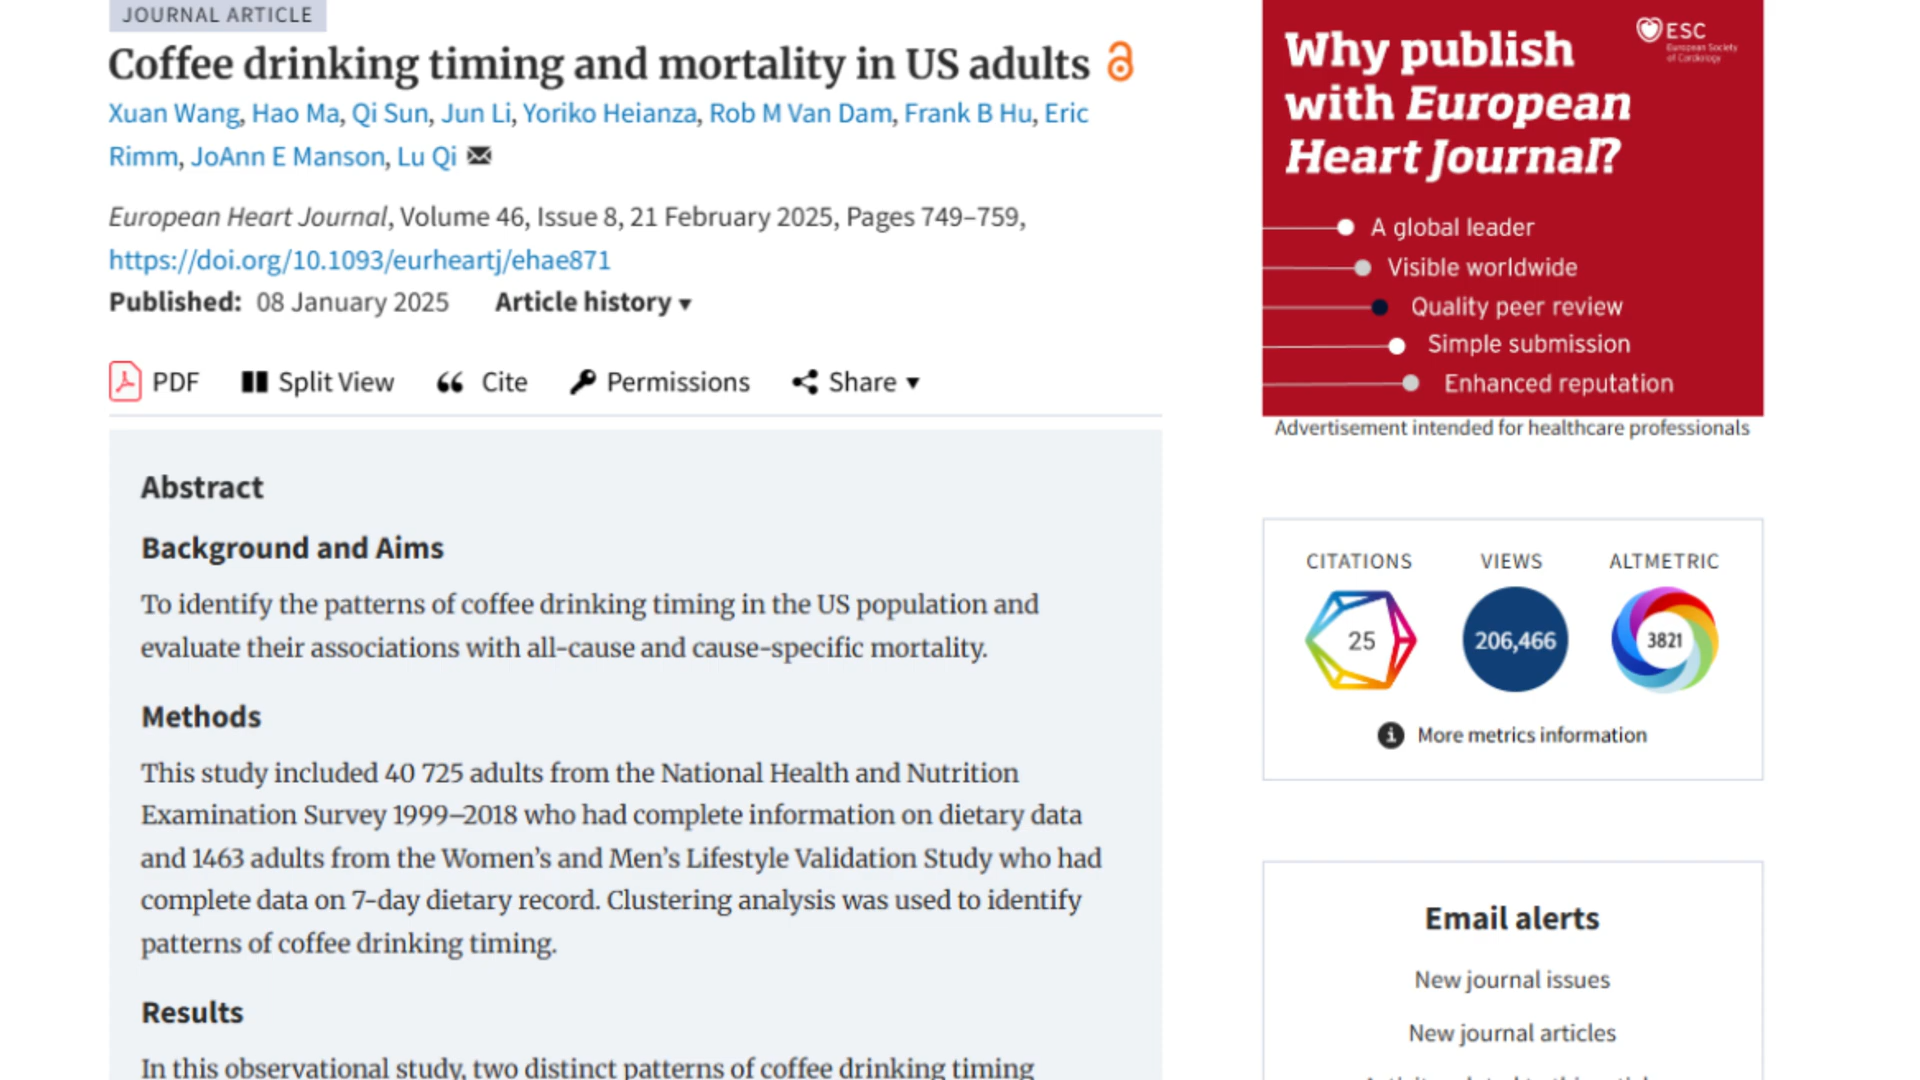 JOURNAL ARTICLE
Coffee drinking timing and mortality in US adults
Xuan Wang, Hao Ma, Qi Sun, Jun Li, Yoriko Heianza, Rob M Van Dam, Frank B Hu, Eric
Rimm, JoAnn E Manson, Lu Qi
European Heart Journal, Volume 46, Issue 8, 21 February 2025, Pages 749–759,
https://doi.org/10.1093/eurheartj/ehae871
Published: 08 January 2025 Article history
PDF Split View Cite Permissions Share
Abstract
Background and Aims
To identify the patterns of coffee drinking timing in the US population and
evaluate their associations with all-cause and cause-specific mortality.
Methods
This study included 40 725 adults from the National Health and Nutrition
Examination Survey 1999–2018 who had complete information on dietary data
and 1463 adults from the Women’s and Men’s Lifestyle Validation Study who had
complete data on 7-day dietary record. Clustering analysis was used to identify
patterns of coffee drinking timing.
Results
In this observational study, two distinct patterns of coffee drinking timing
ESC
European Society
of Cardiology
Why publish
with European
Heart Journal?
A global leader
Visible worldwide
Quality peer review
Simple submission
Enhanced reputation
Advertisement intended for healthcare professionals
CITATIONS VIEWS ALTMETRIC
25 206,466 3821
More metrics information
Email alerts
New journal issues
New journal articles